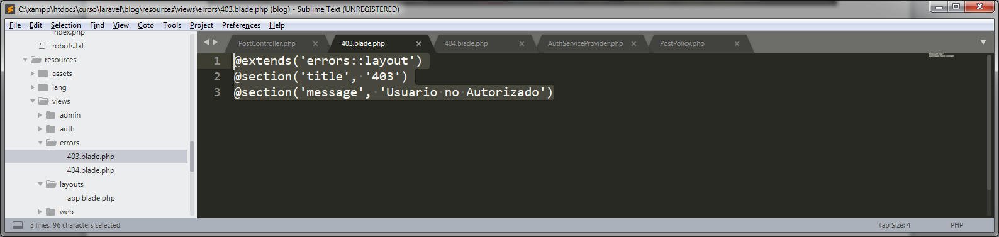 C:\xampp\htdocs\curso\laravel\blog\resources\views\errors\403.blade.php (blog) - Sublime Text (UNREGISTERED)
File Edit Selection Find View Goto Tools Project Preferences Help
index.php
robots.txt
resources
assets
lang
views
admin
auth
errors
403.blade.php
404.blade.php
layouts
app.blade.php
web
PostController.php 403.blade.php 404.blade.php AuthServiceProvider.php PostPolicy.php
1 @extends('errors::layout')
2 @section('title', '403')
3 @section('message', 'Usuario no Autorizado')
3 lines, 96 characters selected Tab Size: 4 PHP